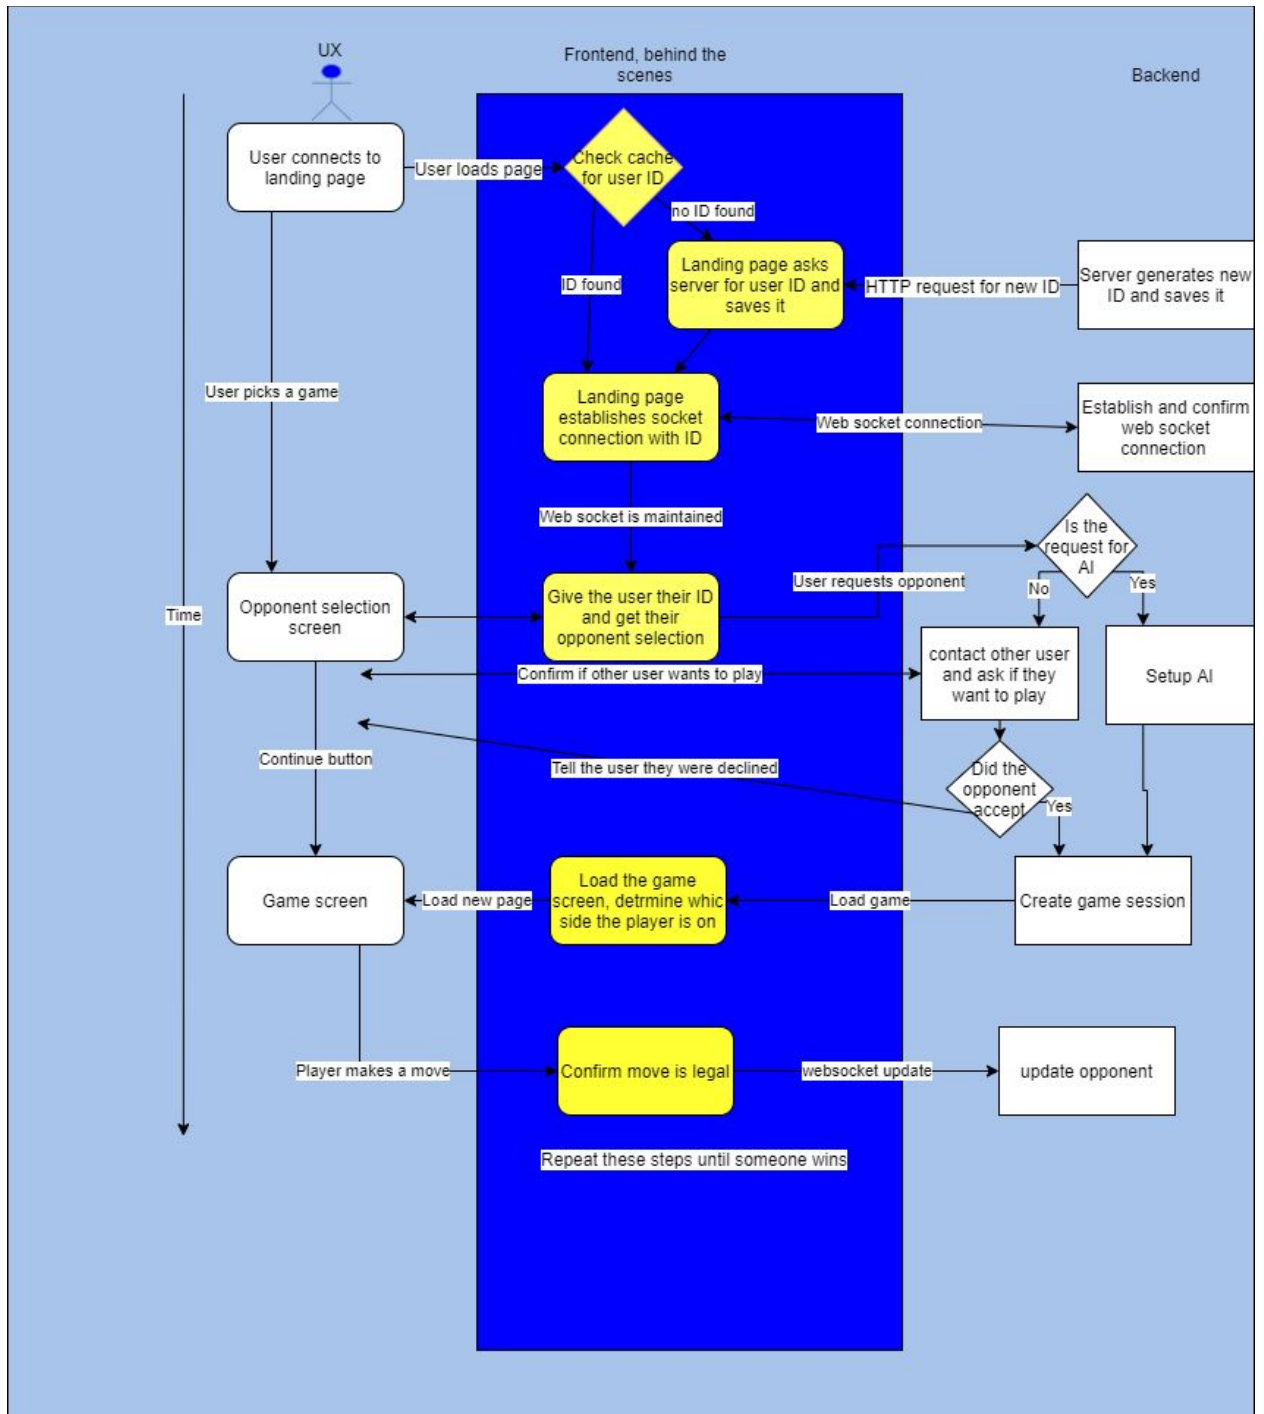 UX
Frontend, behind the
scenes
Backend
User connects to
landing page
User loads page
Check cache
for user ID
no ID found
ID found
Landing page asks
server for user ID and
saves it
HTTP request for new ID
Server generates new
ID and saves it
User picks a game
Landing page
establishes socket
connection with ID
Web socket connection
Establish and confirm
web socket
connection
Web socket is maintained
Is the
request for
AI
No
Yes
User requests opponent
Time
Opponent selection
screen
Give the user their ID
and get their
opponent selection
Confirm if other user wants to play
contact other user
and ask if they
want to play
Setup AI
Continue button
Tell the user they were declined
Did the
opponent
accept
Yes
Game screen
Load new page
Load the game
screen, detrmine whic
side the player is on
Load game
Create game session
Player makes a move
Confirm move is legal
websocket update
update opponent
Repeat these steps until someone wins